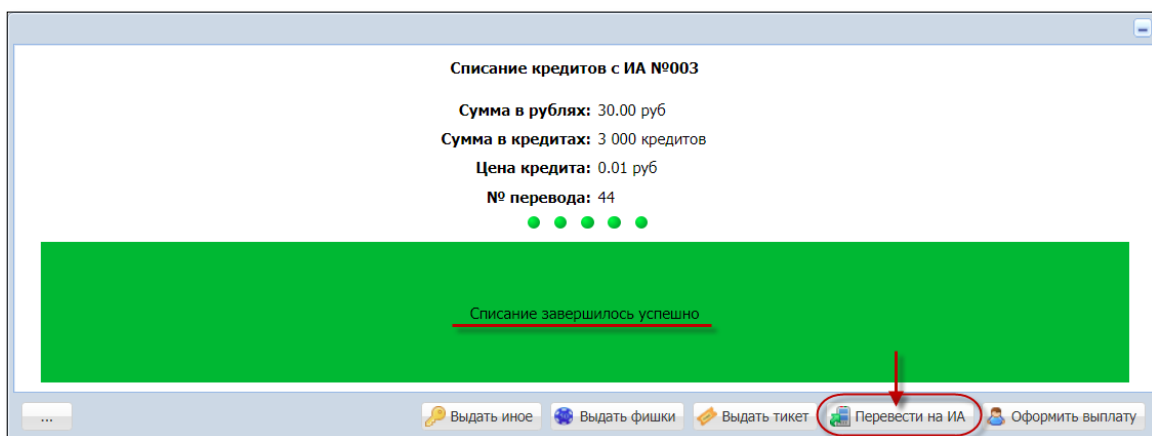 Списание кредитов с ИА №003
Сумма в рублях: 30.00 руб
Сумма в кредитах: 3 000 кредитов
Цена кредита: 0.01 руб
№ перевода: 44
Списание завершилось успешно
... Выдать иное Выдать фишки Выдать тикет Перевести на ИА Оформить выплату